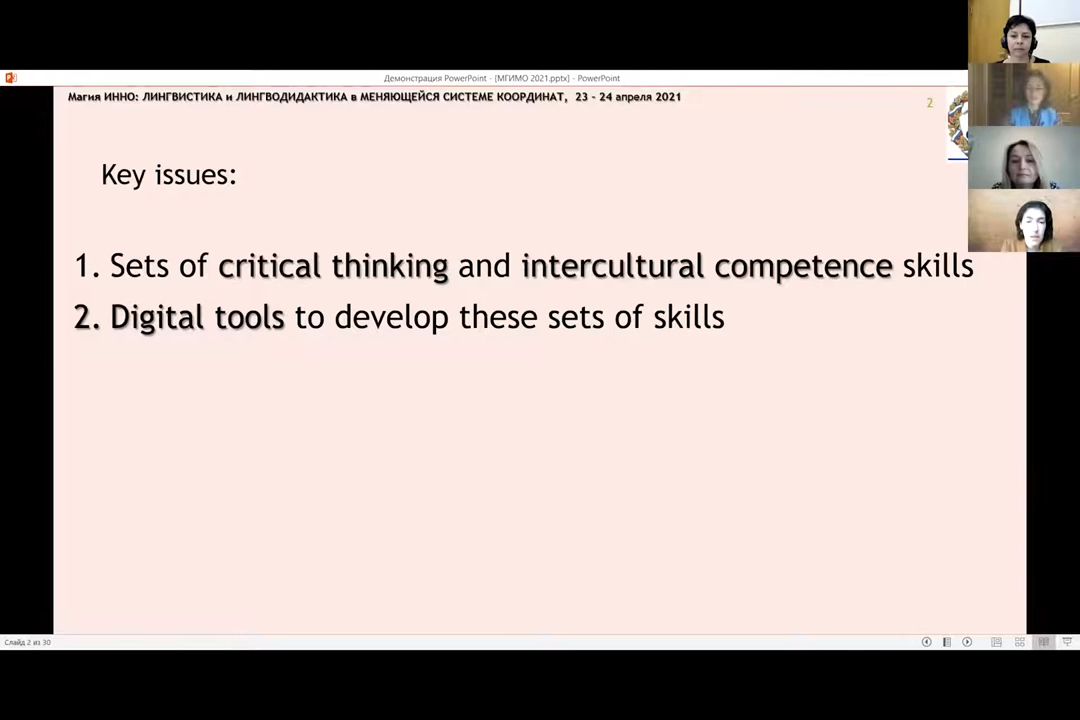 Демонстрация PowerPoint - [МГИМО 2021.pptx] - PowerPoint
Магия ИННО: ЛИНГВИСТИКА и ЛИНГВОДИДАКТИКА в МЕНЯЮЩЕЙСЯ СИСТЕМЕ КООРДИНАТ, 23 - 24 апреля 2021
2
Key issues:
1. Sets of critical thinking and intercultural competence skills
2. Digital tools to develop these sets of skills
Слайд 2 из 30